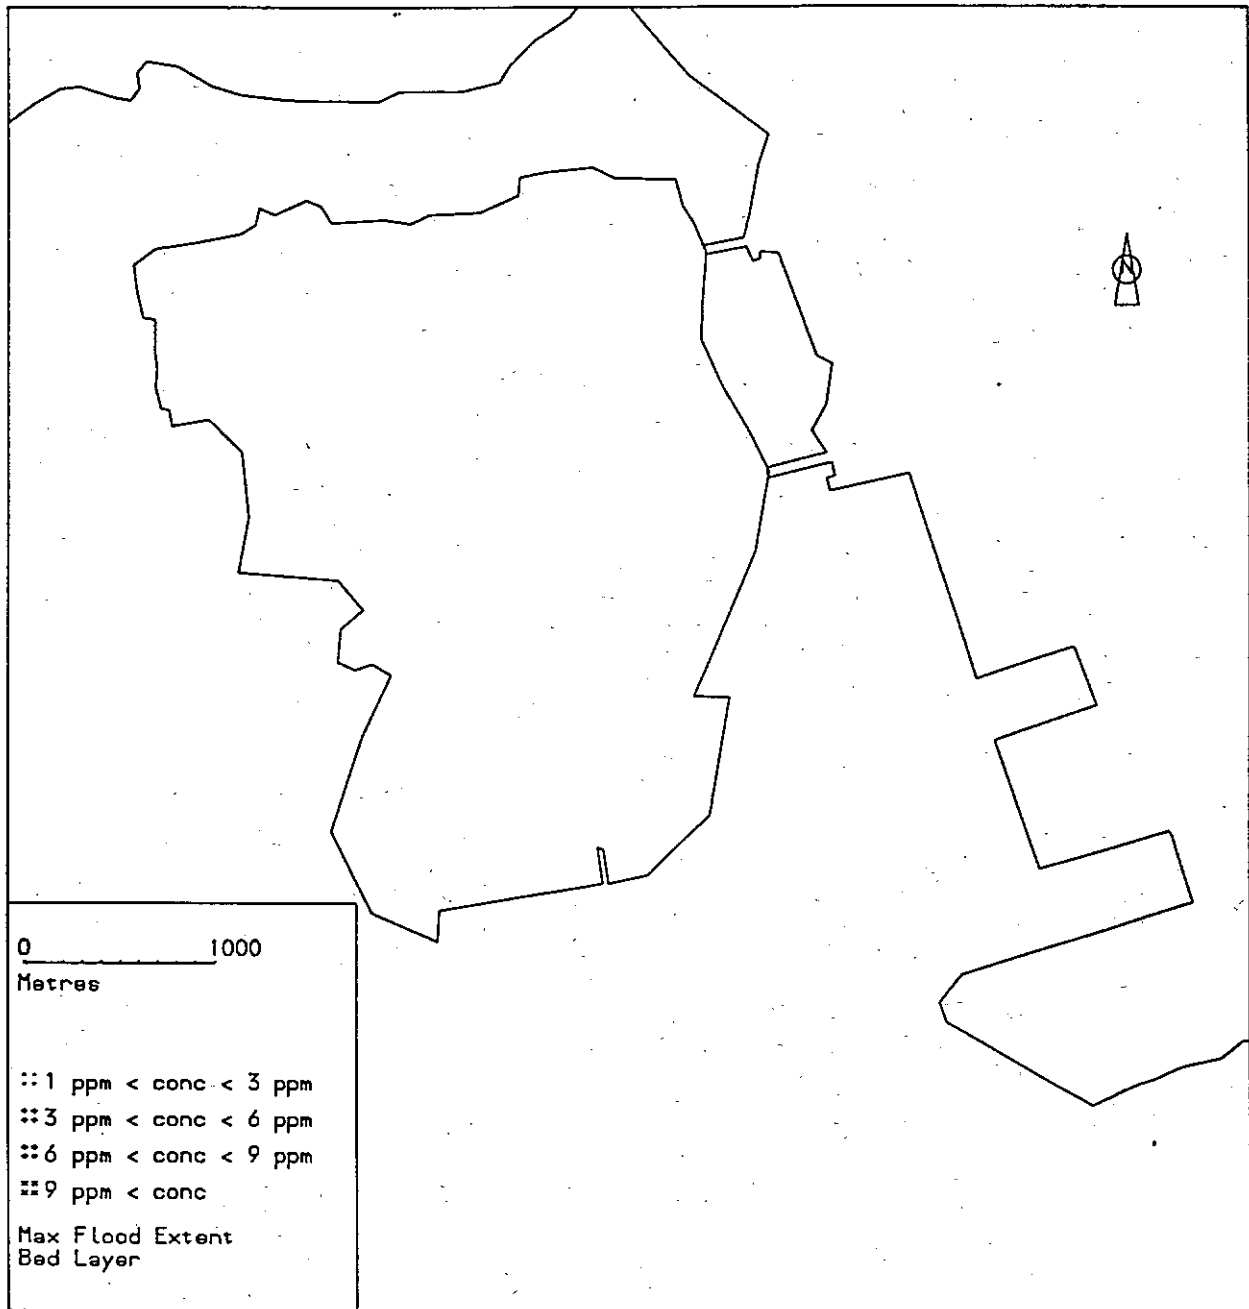 0 1000
Metres
1 ppm < conc < 3 ppm
3 ppm < conc < 6 ppm
6 ppm < conc < 9 ppm
9 ppm < conc
Max Flood Extent
Bed Layer
N